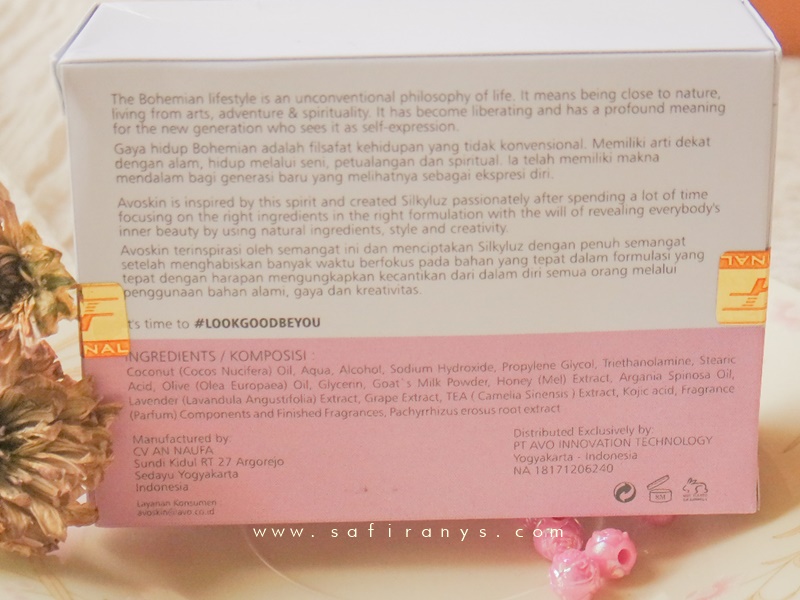 The Bohemian lifestyle is an unconventional philosophy of life. It means being close to nature,
living from arts, adventure & spirituality. It has become liberating and has a profound meaning
for the new generation who sees it as self-expression.
Gaya hidup Bohemian adalah filsafat kehidupan yang tidak konvensional. Memiliki arti dekat
dengan alam, hidup melalui seni, petualangan dan spiritual. Ia telah memiliki makna
mendalam bagi generasi baru yang melihatnya sebagai ekspresi diri.
Avoskin is inspired by this spirit and created Silkyluz passionately after spending a lot of time
focusing on the right ingredients in the right formulation with the will of revealing everybody's
inner beauty by using natural ingredients, style and creativity.
Avoskin terinspirasi oleh semangat ini dan menciptakan Silkyluz dengan penuh semangat
setelah menghabiskan banyak waktu berfokus pada bahan yang tepat dalam formulasi yang
tepat dengan harapan mengungkapkan kecantikan dari dalam diri semua orang melalui
penggunaan bahan alami, gaya dan kreativitas.
t's time to #LOOKGOODBEYOU
NAL
NAL
INGREDIENTS / KOMPOSISI :
Coconut (Cocos Nucifera) Oil, Aqua, Alcohol, Sodium Hydroxide, Propylene Glycol, Triethanolamine, Stearic
Acid, Olive (Olea Europaea) Oil, Glycerin, Goat`s Milk Powder, Honey (Mel) Extract, Argania Spinosa Oil,
Lavender (Lavandula Angustifolia) Extract, Grape Extract, TEA ( Camelia Sinensis ) Extract, Kojic acid, Fragrance
(Parfum) Components and Finished Fragrances, Pachyrrhizus erosus root extract
Manufactured by:
CV AN NAUFA
Sundi Kidul RT 27 Argorejo
Sedayu Yogyakarta
Indonesia
Layanan Konsumen :
avoskin@avo.co.id
Distributed Exclusively by:
PT AVO INNOVATION TECHNOLOGY
Yogyakarta - Indonesia
NA 18171206240
www.safiranys.com